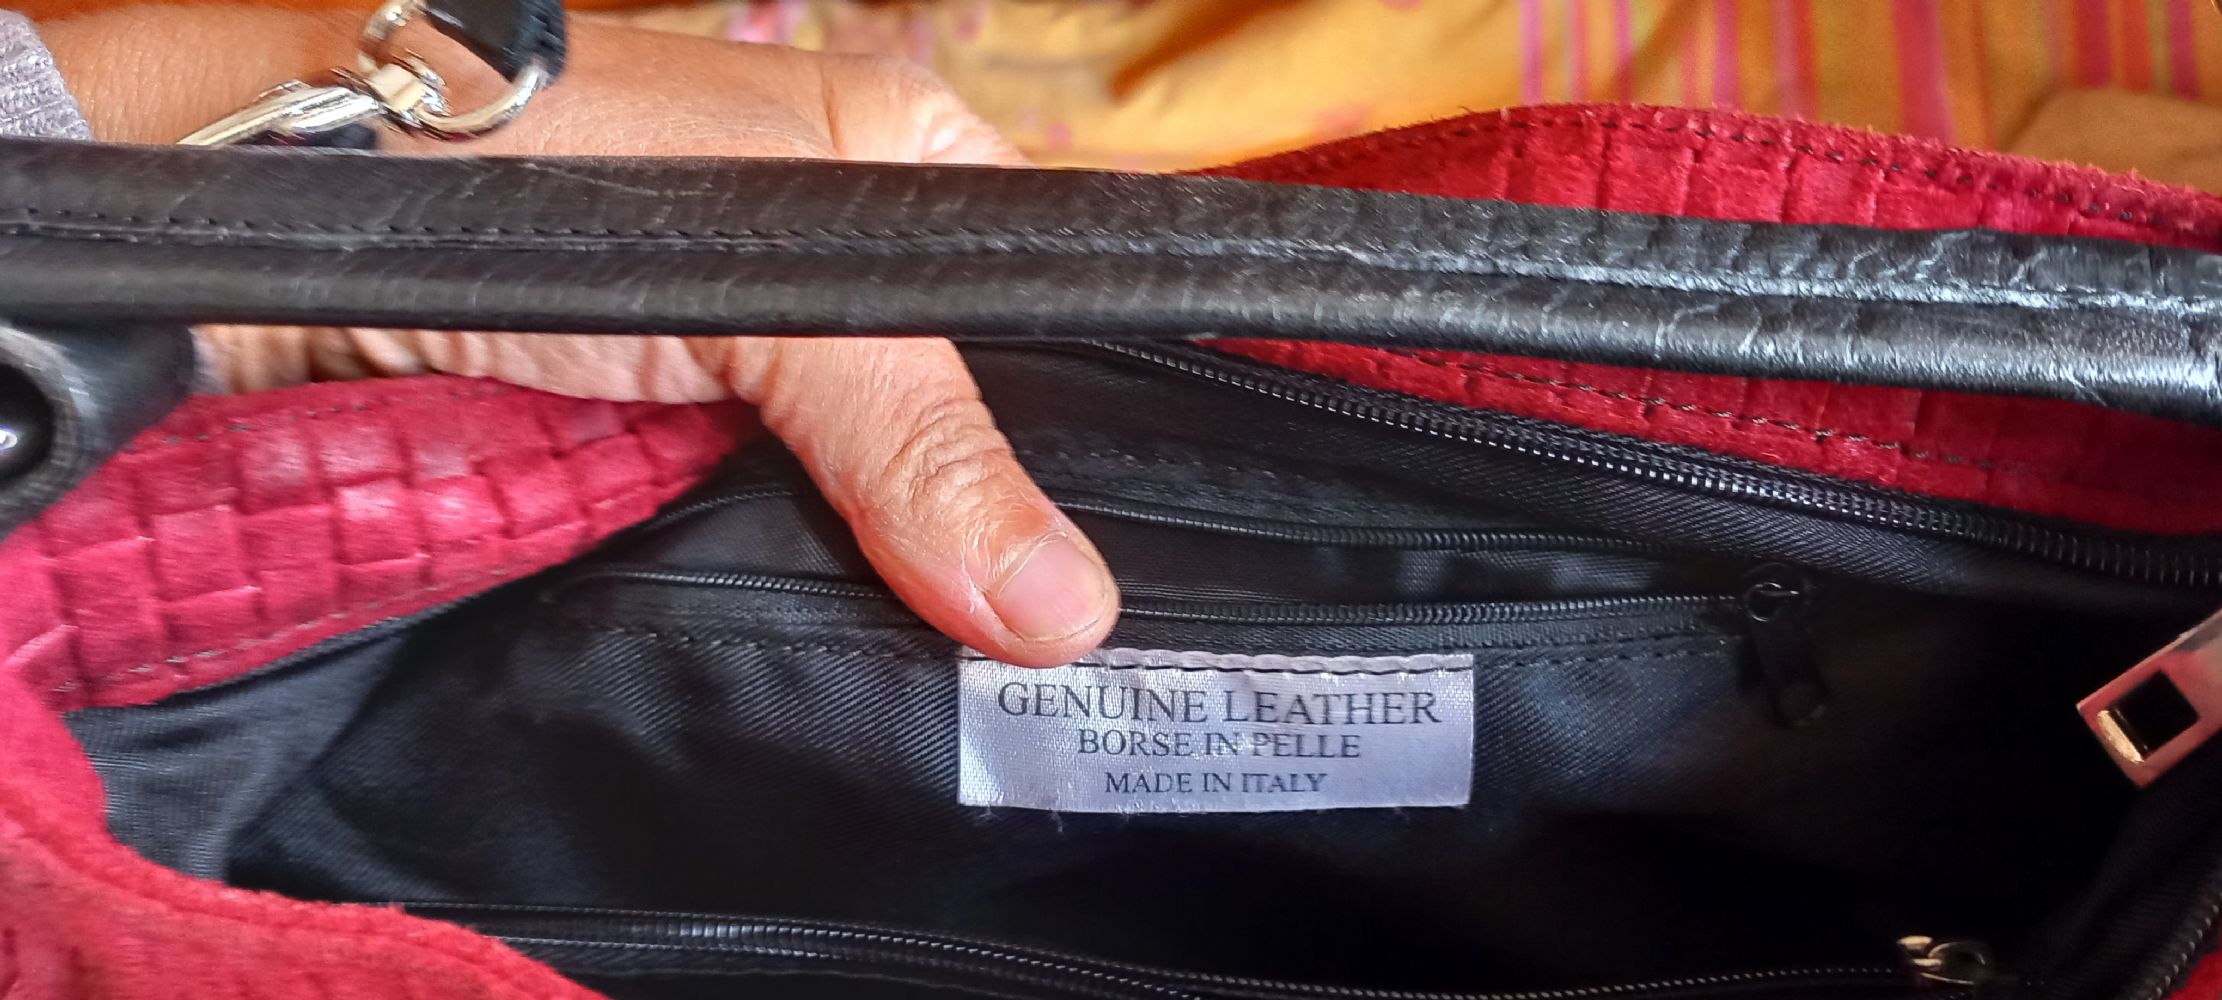 GENUINE LEATHER
BORSE IN PELLE
MADE IN ITALY